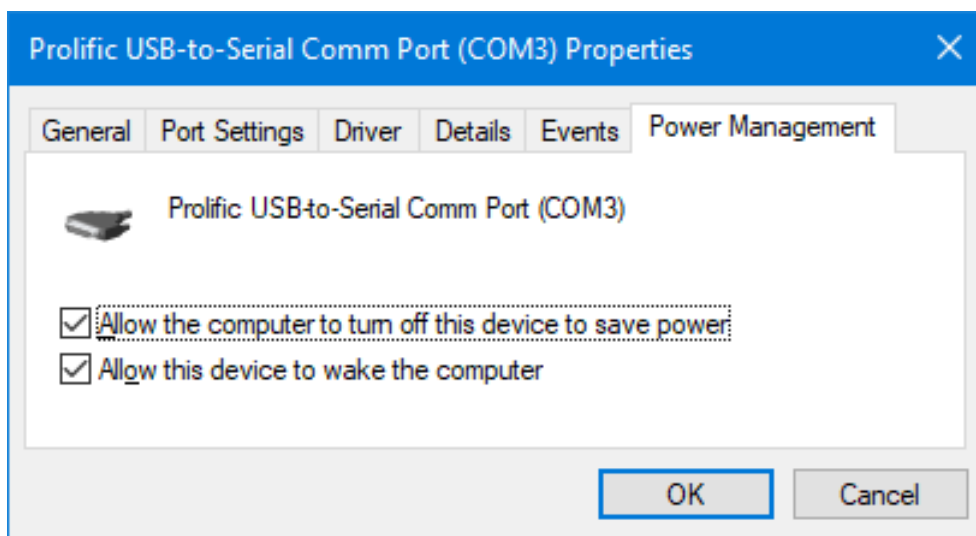 Prolific USB-to-Serial Comm Port (COM3) Properties
General Port Settings Driver Details Events Power Management
Prolific USB-to-Serial Comm Port (COM3)
Allow the computer to turn off this device to save power
Allow this device to wake the computer
OK Cancel